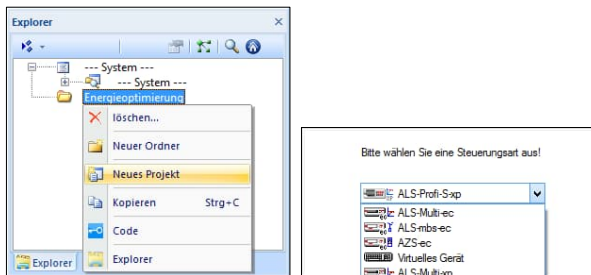 Explorer
--- System ---
--- System ---
Energieoptimierung
löschen...
Neuer Ordner
Neues Projekt
Kopieren Strg+C
Code
Explorer
Explorer
Bitte wählen Sie eine Steuerungsart aus!
ALS-Profi-S-xp
ALS-Multi-ec
ALS-mbs-ec
AZS-ec
Virtuelles Gerät
ALS-Multi-xp